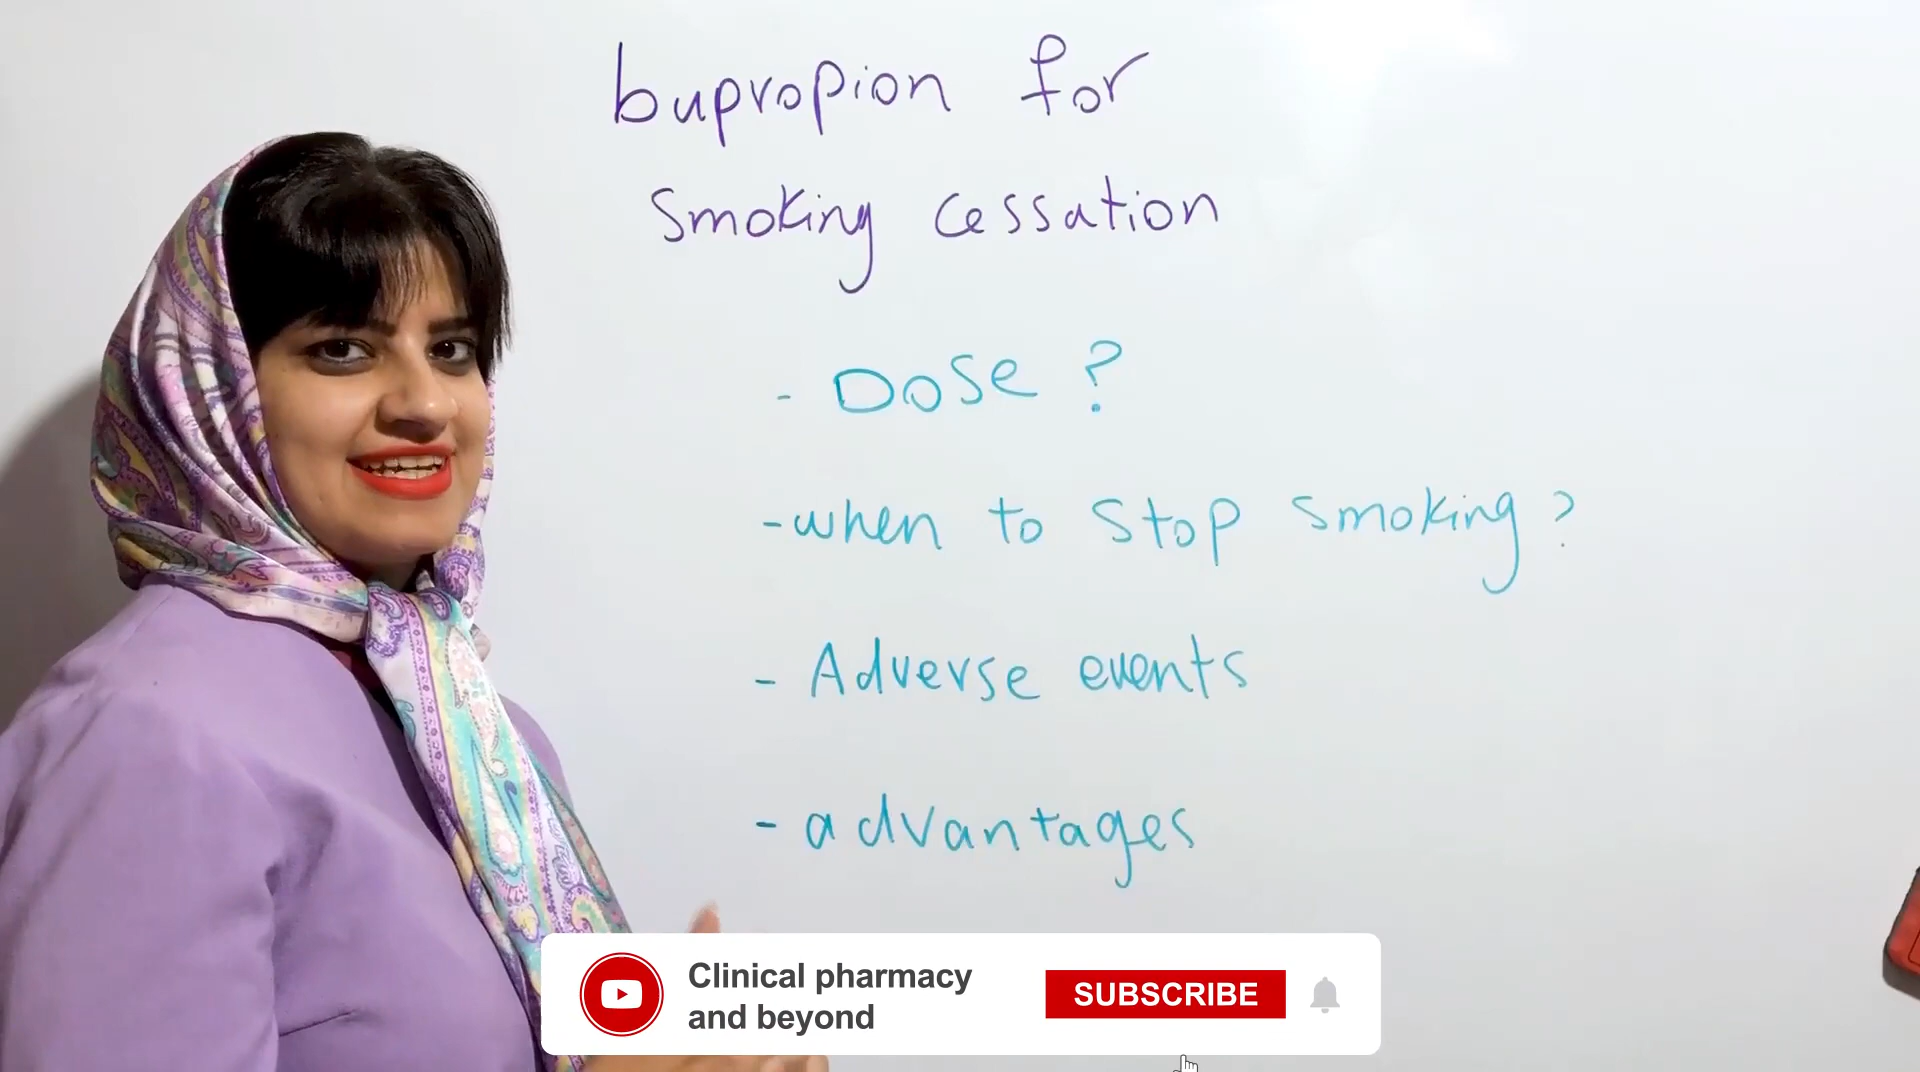 bupropion for
smoking cessation
- Dose ?
- when to stop smoking ?
- Adverse events
- advantages
Clinical pharmacy
and beyond
SUBSCRIBE